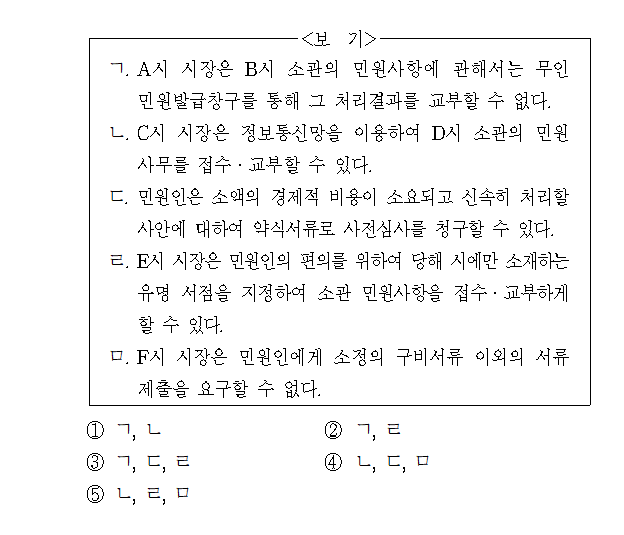 <보 기>
ㄱ. A시 시장은 B시 소관의 민원사항에 관해서는 무인
민원발급창구를 통해 그 처리결과를 교부할 수 없다.
ㄴ. C시 시장은 정보통신망을 이용하여 D시 소관의 민원
사무를 접수·교부할 수 있다.
ㄷ. 민원인은 소액의 경제적 비용이 소요되고 신속히 처리할
사안에 대하여 약식서류로 사전심사를 청구할 수 있다.
ㄹ. E시 시장은 민원인의 편의를 위하여 당해 시에만 소재하는
유명 서점을 지정하여 소관 민원사항을 접수·교부하게
할 수 있다.
ㅁ. F시 시장은 민원인에게 소정의 구비서류 이외의 서류
제출을 요구할 수 없다.
① ㄱ, ㄴ ② ㄱ, ㄹ
③ ㄱ, ㄷ, ㄹ ④ ㄴ, ㄷ, ㅁ
⑤ ㄴ, ㄹ, ㅁ